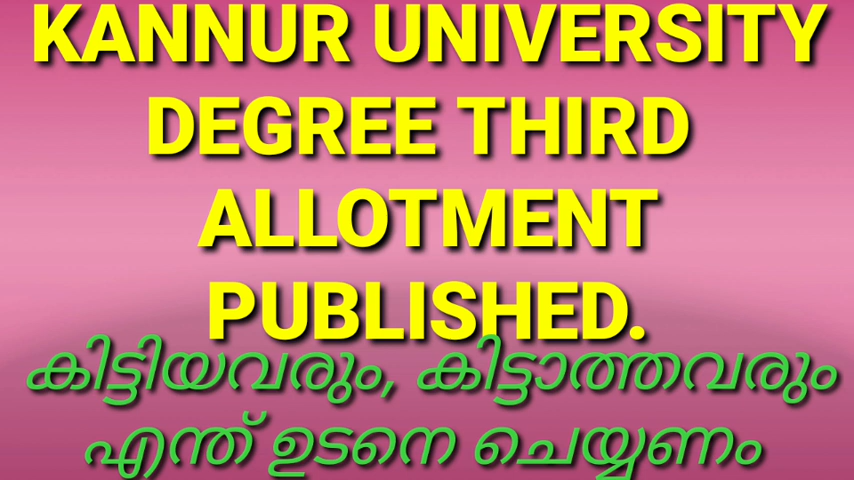 KANNUR UNIVERSITY
DEGREE THIRD
ALLOTMENT
PUBLISHED.
കിട്ടിയവരും, കിട്ടാത്തവരും
എന്ത് ഉടനെ ചെയ്യണം